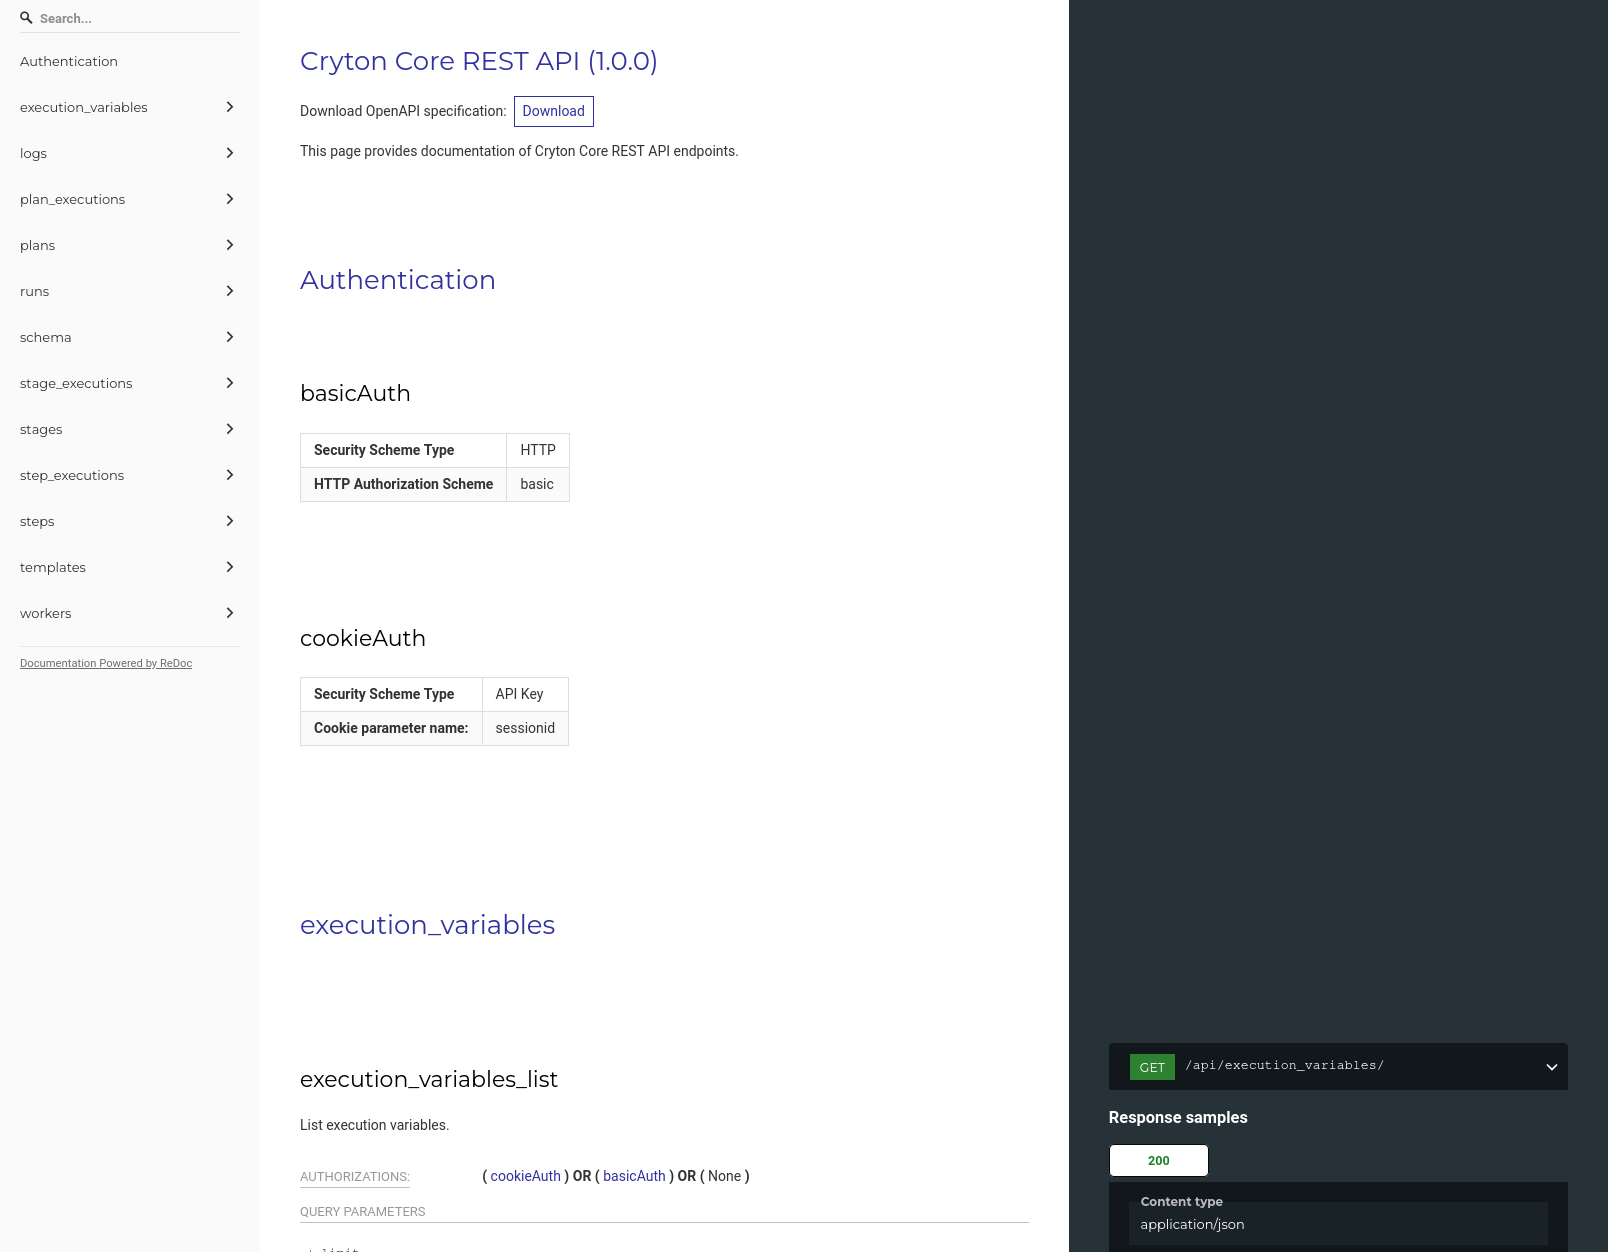 Search...
Authentication
execution_variables
logs
plan_executions
plans
runs
schema
stage_executions
stages
step_executions
steps
templates
workers
Documentation Powered by ReDoc
Cryton Core REST API (1.0.0)
Download OpenAPI specification: Download
This page provides documentation of Cryton Core REST API endpoints.
Authentication
basicAuth
Security Scheme Type HTTP
HTTP Authorization Scheme basic
cookieAuth
Security Scheme Type API Key
Cookie parameter name: sessionid
execution_variables
execution_variables_list
List execution variables.
AUTHORIZATIONS: ( cookieAuth ) OR ( basicAuth ) OR ( None )
QUERY PARAMETERS
GET /api/execution_variables/
Response samples
200
Content type
application/json